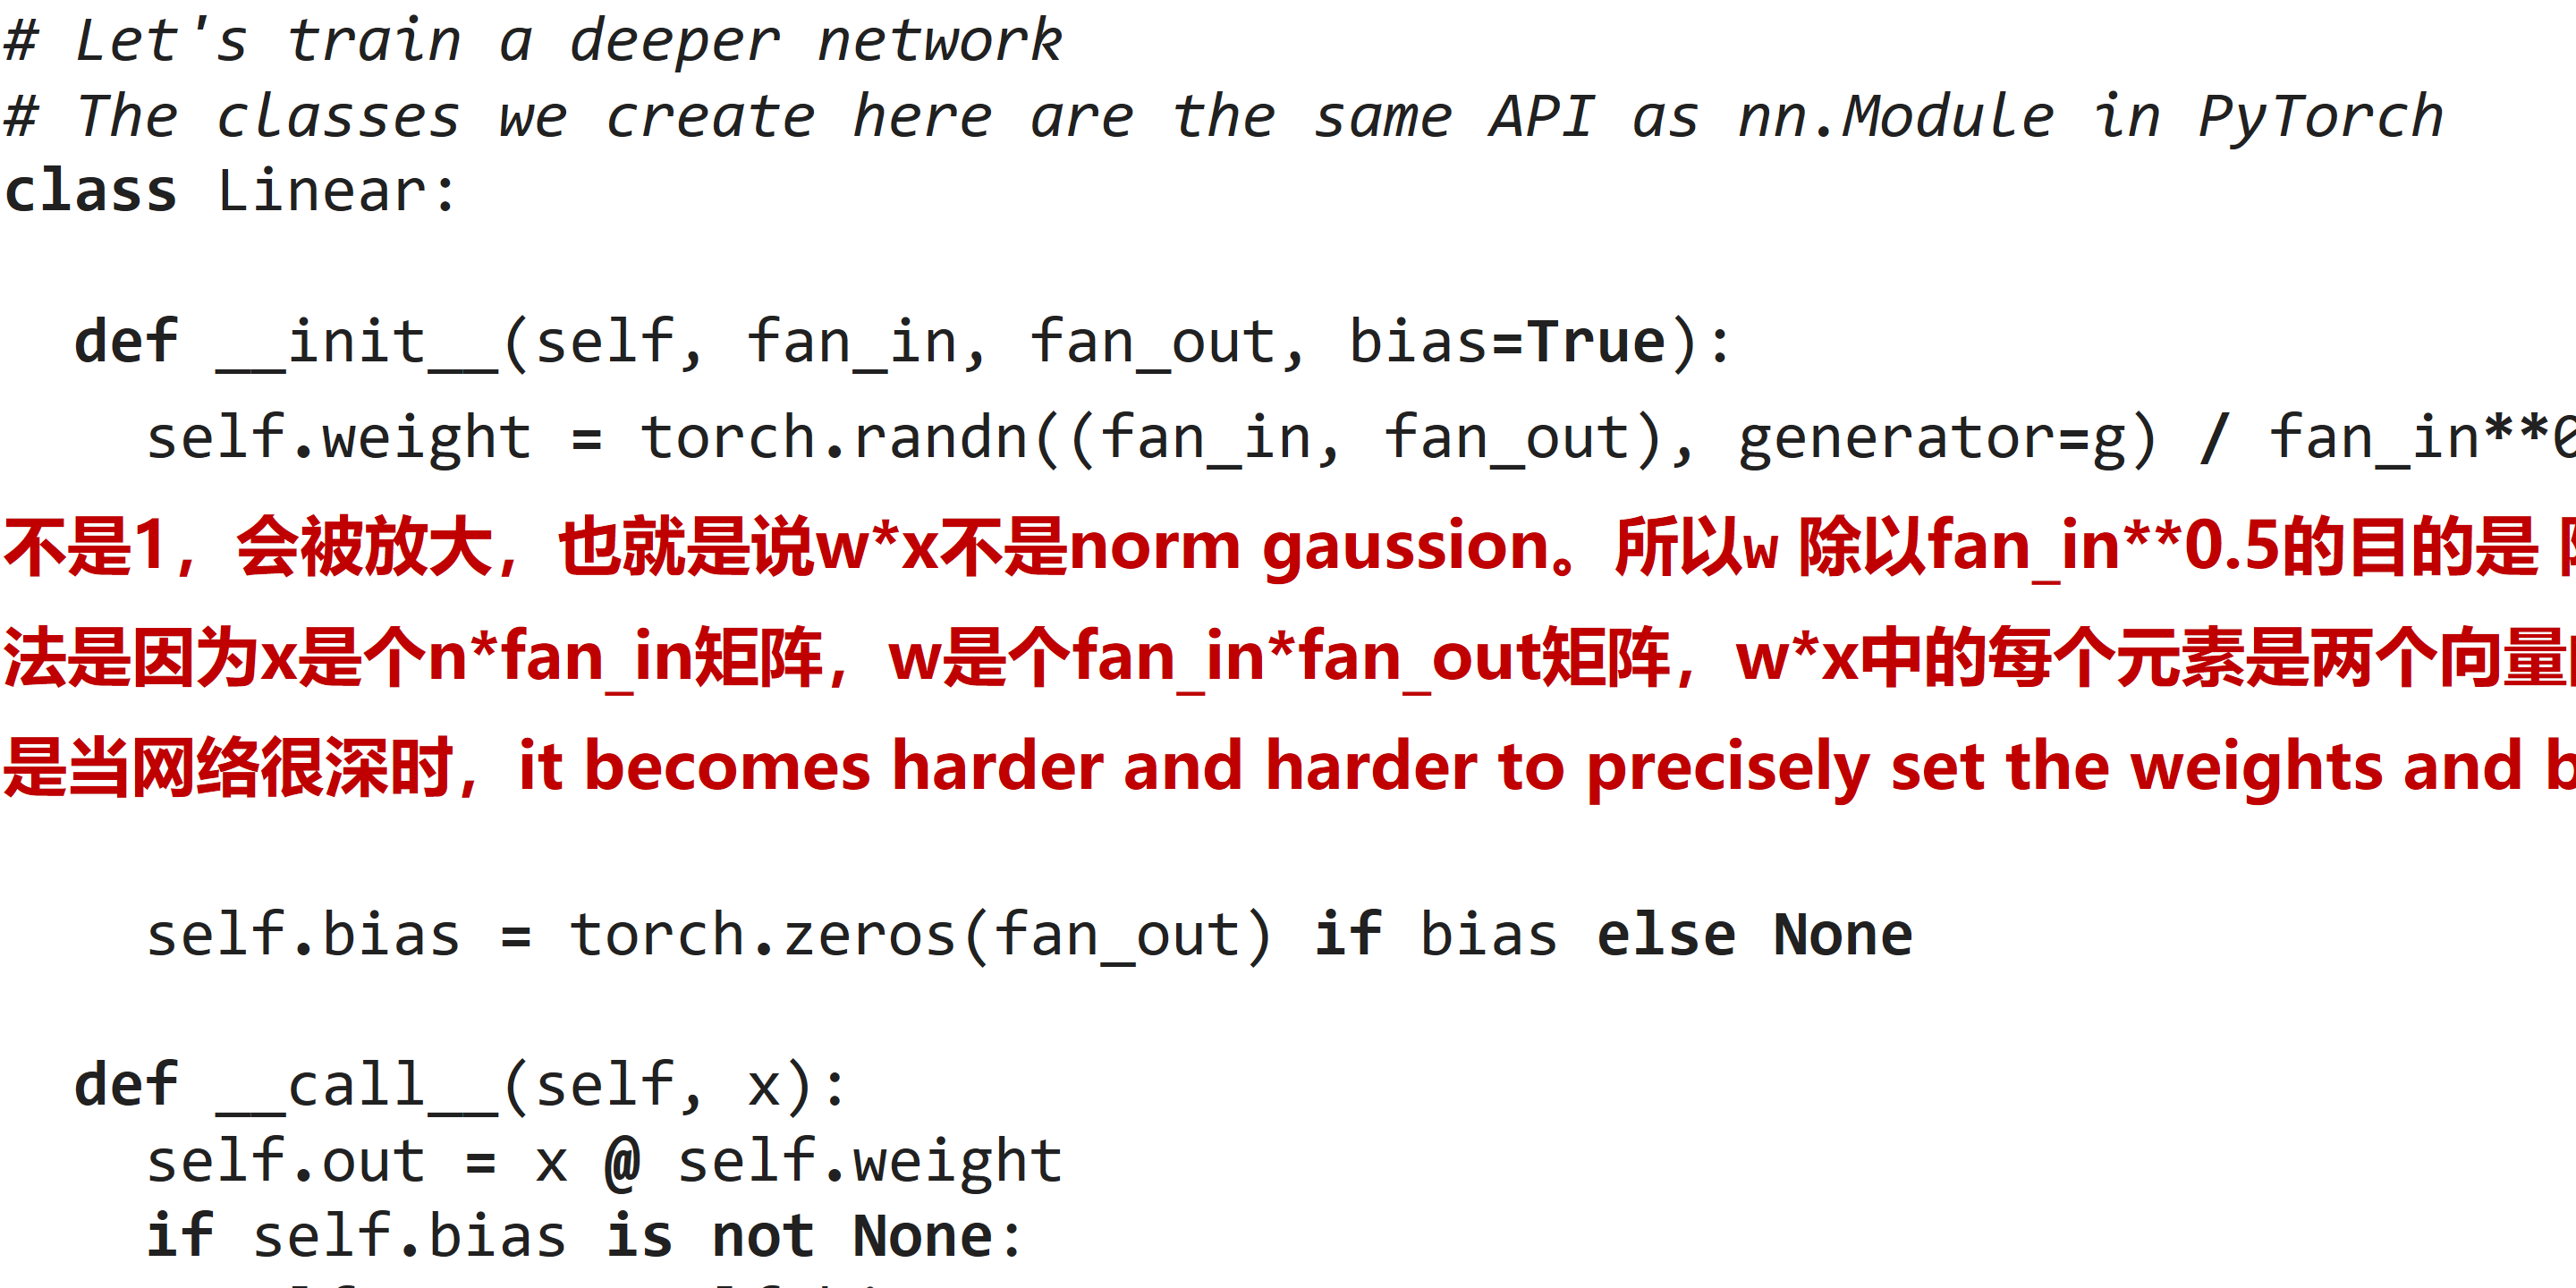 # Let's train a deeper network
# The classes we create here are the same API as nn.Module in PyTorch
class Linear:
def __init__(self, fan_in, fan_out, bias=True):
self.weight = torch.randn((fan_in, fan_out), generator=g) / fan_in**0
不是1，会被放大，也就是说w*x不是norm gaussion。所以w 除以fan_in**0.5的目的是
法是因为x是个n*fan_in矩阵，w是个fan_in*fan_out矩阵，w*x中的每个元素是两个向量
是当网络很深时，it becomes harder and harder to precisely set the weights and
self.bias = torch.zeros(fan_out) if bias else None
def __call__(self, x):
self.out = x @ self.weight
if self.bias is not None: